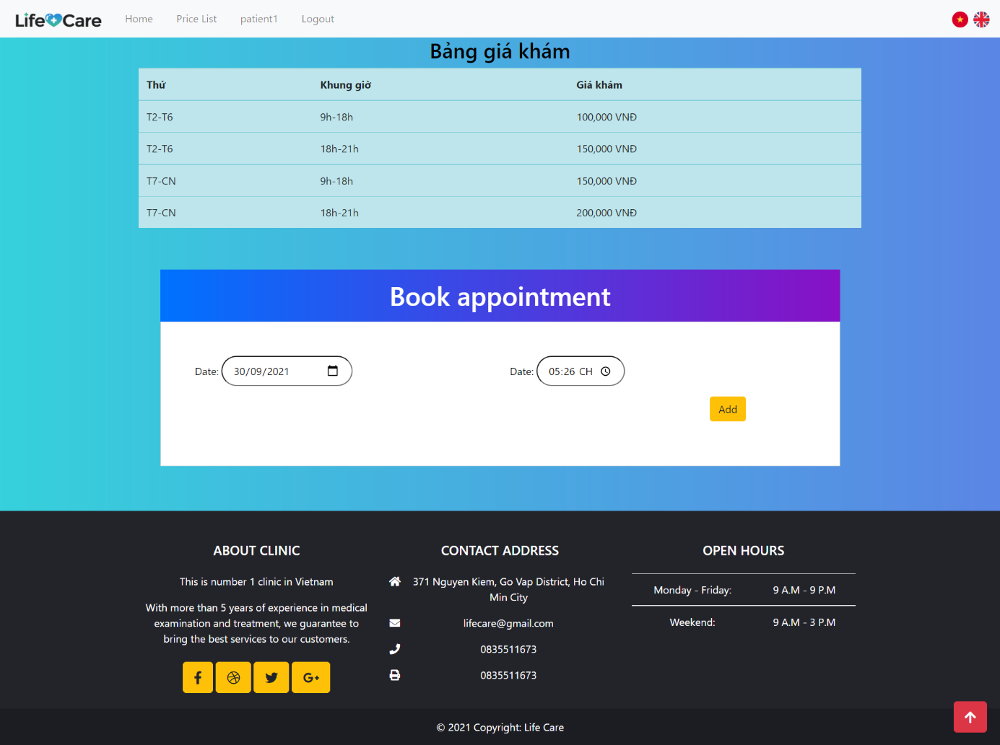 Life Care Home Price List patient1 Logout
Bảng giá khám
Thứ Khung giờ Giá khám
T2-T6 9h-18h 100,000 VNĐ
T2-T6 18h-21h 150,000 VNĐ
T7-CN 9h-18h 150,000 VNĐ
T7-CN 18h-21h 200,000 VNĐ
Book appointment
Date: 30/09/2021 Date: 05:26 CH
Add
ABOUT CLINIC
This is number 1 clinic in Vietnam
With more than 5 years of experience in medical
examination and treatment, we guarantee to
bring the best services to our customers.
CONTACT ADDRESS
371 Nguyen Kiem, Go Vap District, Ho Chi
Min City
lifecare@gmail.com
0835511673
0835511673
OPEN HOURS
Monday - Friday: 9 A.M - 9 P.M
Weekend: 9 A.M - 3 P.M
© 2021 Copyright: Life Care